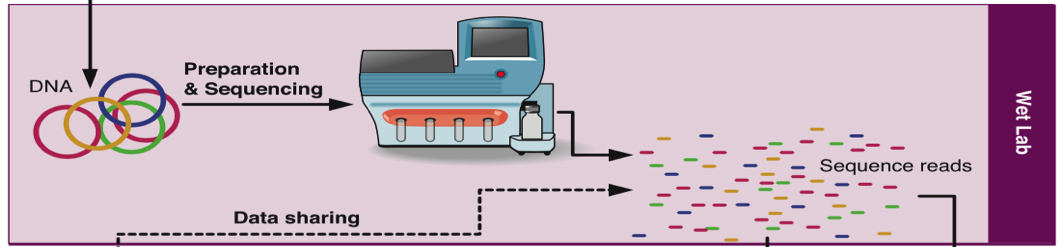 DNA
Preparation
& Sequencing
Sequence reads
Data sharing
Wet Lab